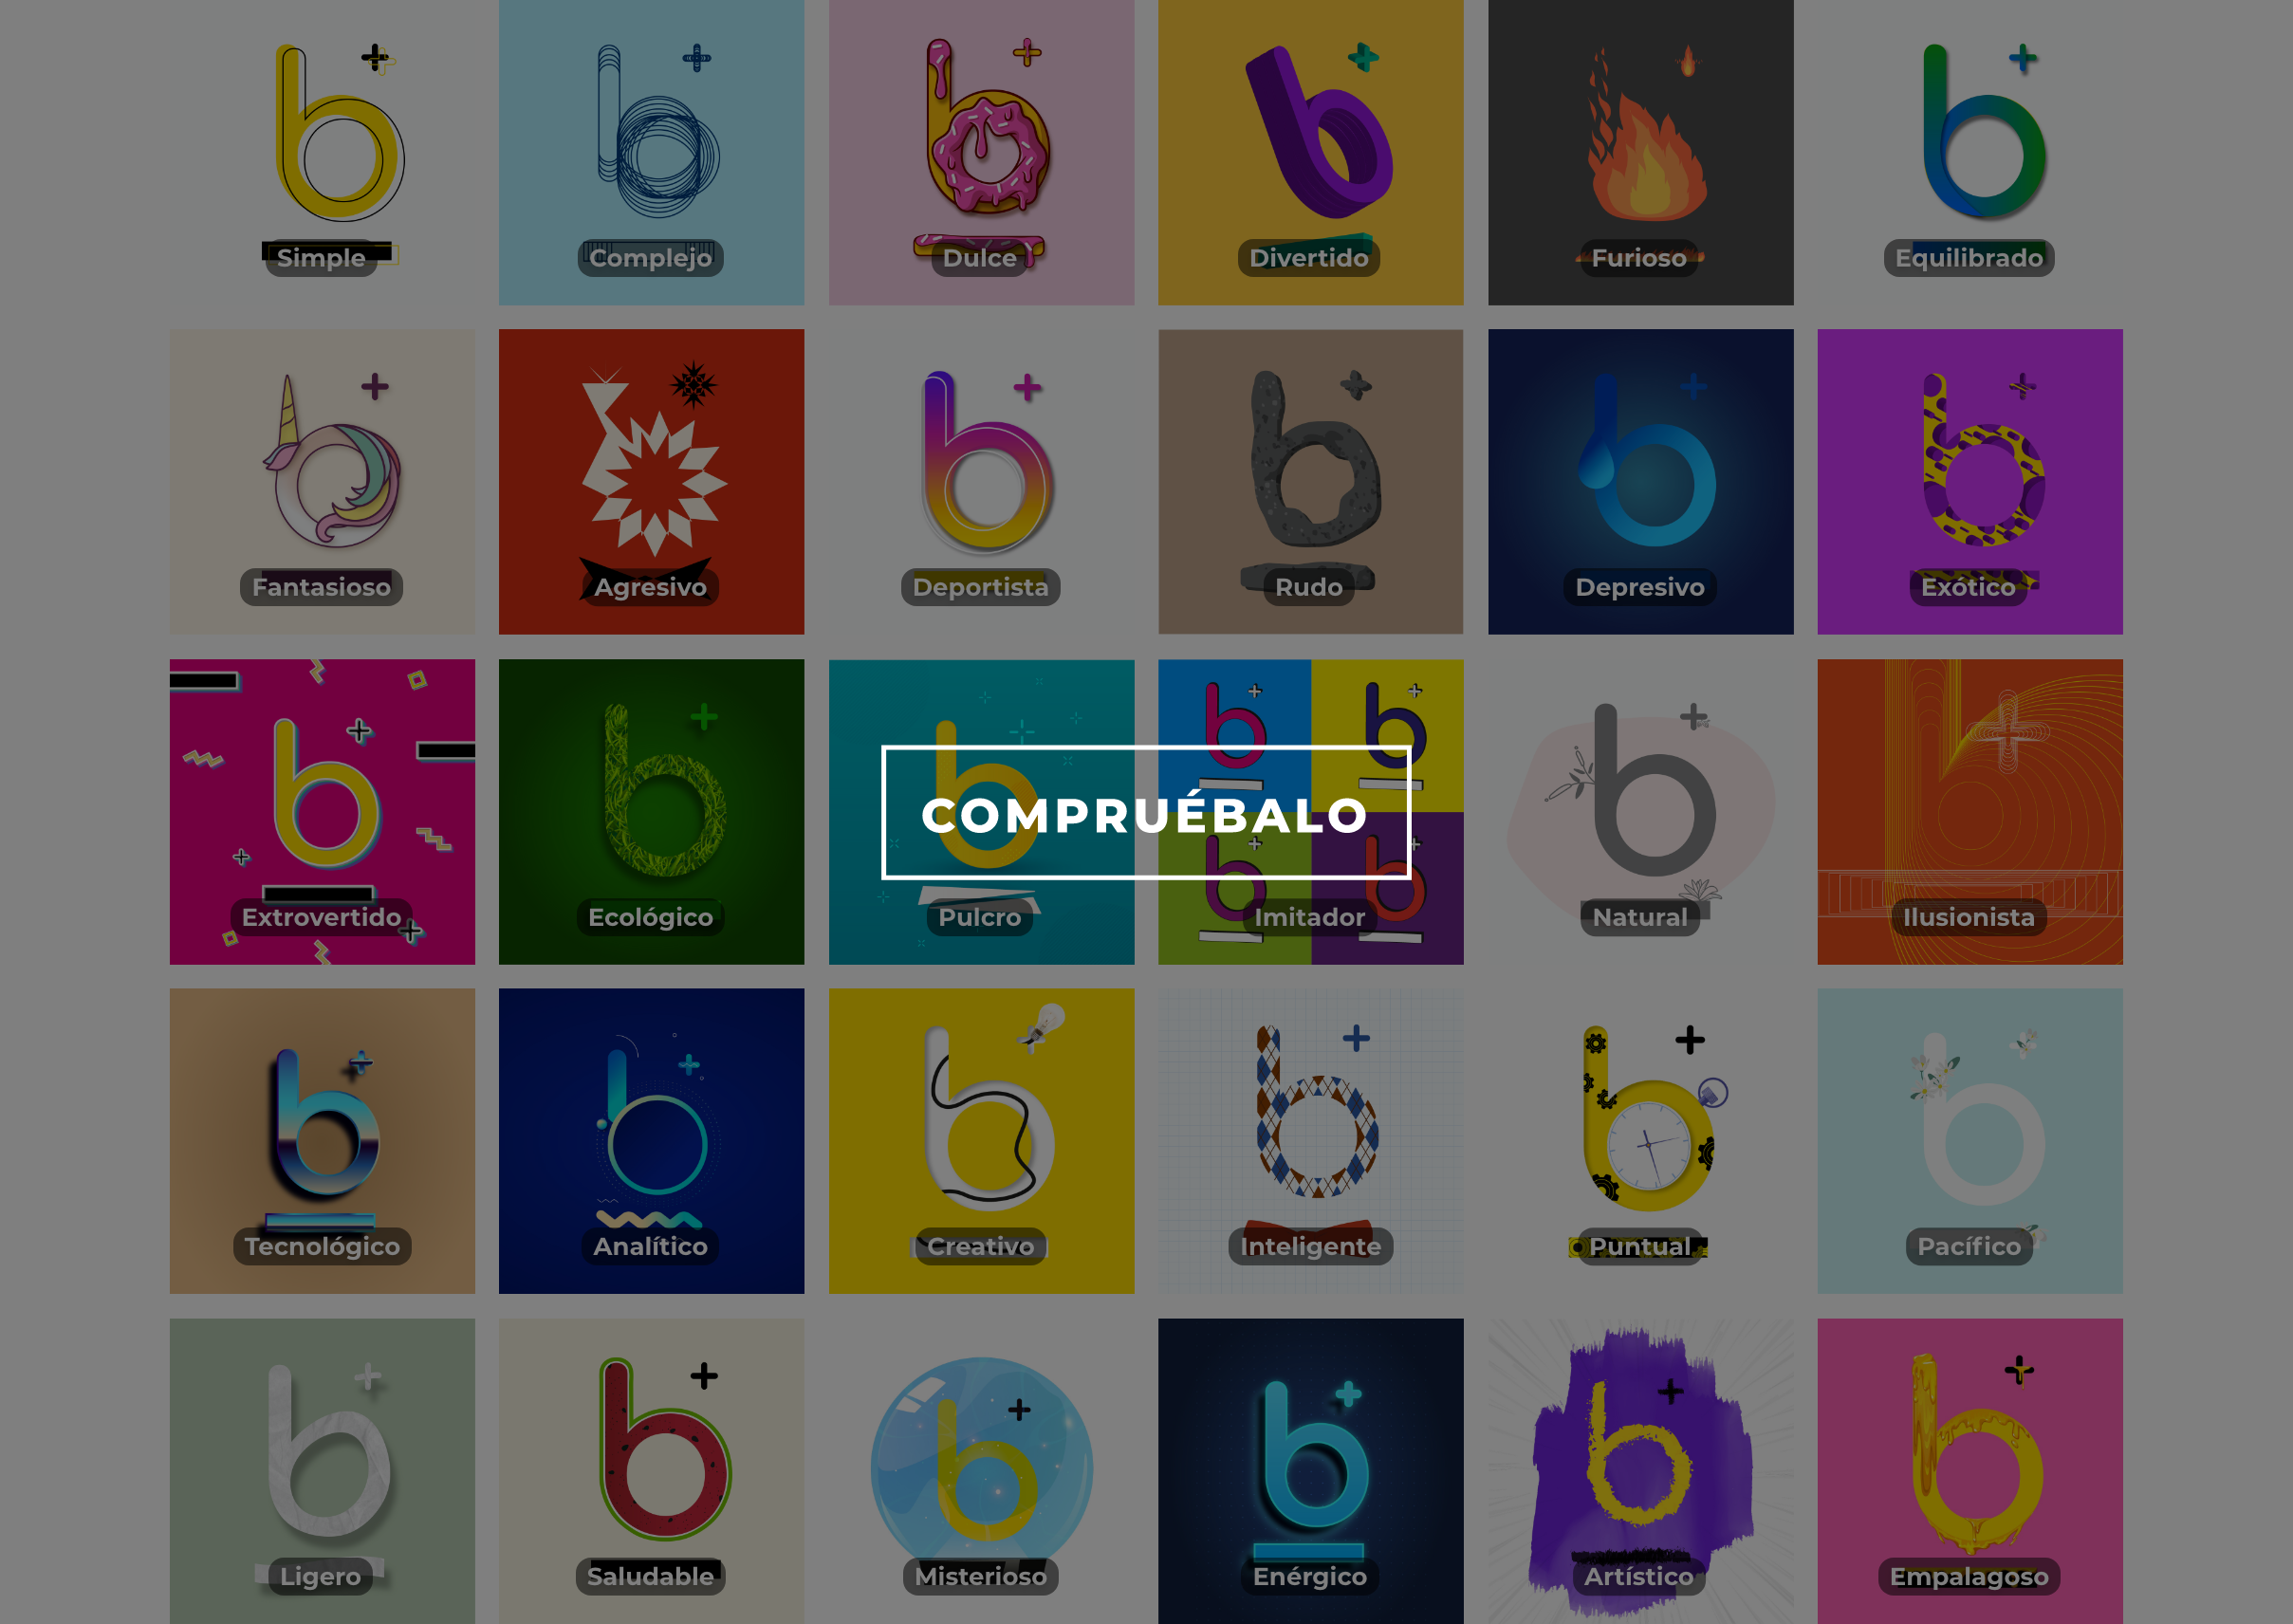 b+
Simple
b+
Complejo
b+
Dulce
b+
Divertido
Furioso
b+
Equilibrado
b+
Fantasioso
b
Agresivo
b+
Deportista
b+
Rudo
b+
Depresivo
b+
Exótico
b+
Extrovertido
b+
Ecológico
b+
Pulcro
b+ b+
b+ b+
Imitador
COMPRUÉBALO
b+
Natural
b+
Ilusionista
b+
Tecnológico
b+
Analítico
b+
Creativo
b+
Inteligente
b+
Puntual
b+
Pacífico
b+
Ligero
b+
Saludable
b+
Misterioso
b+
Enérgico
b+
Artístico
b+
Empalagoso